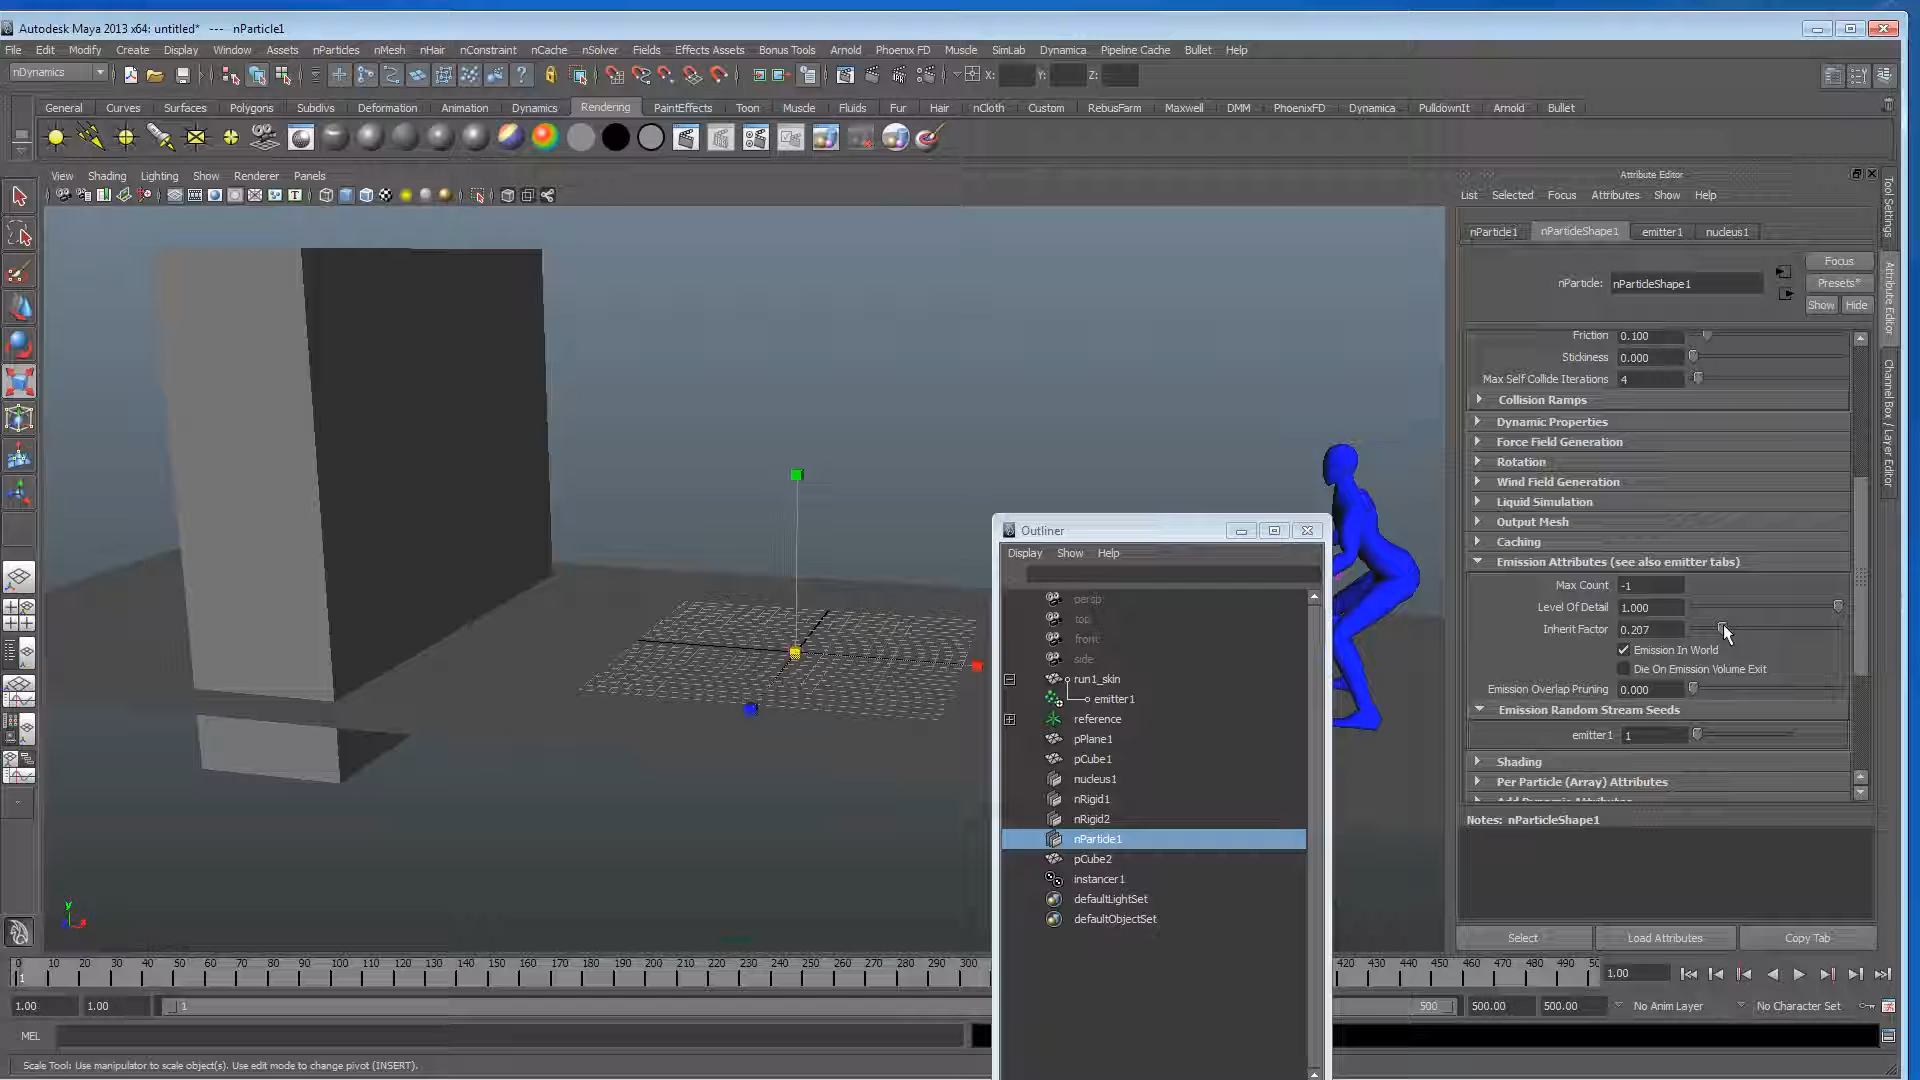 Autodesk Maya 2013 x64: untitled* --- nParticle1
File Edit Modify Create Display Window Assets nParticles nMesh nHair nConstraint nCache nSolver Fields Effects Assets Bonus Tools Arnold Phoenix FD Muscle SimLab Dynamica Pipeline Cache Bullet Help
nDynamics X: Y: Z:
General Curves Surfaces Polygons Subdivs Deformation Animation Dynamics Rendering PaintEffects Toon Muscle Fluids Fur Hair nCloth Custom RebusFarm Maxwell DMM PhoenixFD Dynamica PulldownIt Arnold Bullet
View Shading Lighting Show Renderer Panels
Attribute Editor
List Selected Focus Attributes Show Help
nParticle1 nParticleShape1 emitter1 nucleus1
Focus
nParticle: nParticleShape1 Presets*
Show Hide
Friction 0.100
Stickiness 0.000
Max Self Collide Iterations 4
Collision Ramps
Dynamic Properties
Force Field Generation
Rotation
Wind Field Generation
Liquid Simulation
Output Mesh
Caching
Emission Attributes (see also emitter tabs)
Max Count -1
Level Of Detail 1.000
Inherit Factor 0.207
Emission In World
Die On Emission Volume Exit
Emission Overlap Pruning 0.000
Emission Random Stream Seeds
emitter1 1
Shading
Per Particle (Array) Attributes
Notes: nParticleShape1
Select Load Attributes Copy Tab
Tool Settings
Attribute Editor
Channel Box / Layer Editor
Outliner
Display Show Help
persp
top
front
side
run1_skin
emitter1
reference
pPlane1
pCube1
nucleus1
nRigid1
nRigid2
nParticle1
pCube2
instancer1
defaultLightSet
defaultObjectSet
y
x
0 10 20 30 40 50 60 70 80 90 100 110 120 130 140 150 160 170 180 190 200 210 220 230 240 250 260 270 280 290 300 420 430 440 450 460 470 480 490 1.00
1
1.00 1.00 1 500 500.00 500.00 No Anim Layer No Character Set
MEL
Scale Tool: Use manipulator to scale object(s). Use edit mode to change pivot (INSERT).